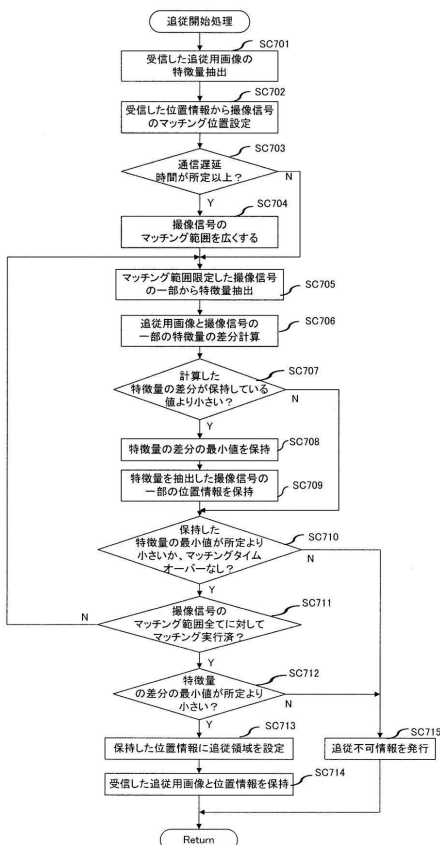 追従開始処理
SC701
受信した追従用画像の
特徴量抽出
SC702
受信した位置情報から撮像信号
のマッチング位置設定
SC703
通信遅延
時間が所定以上？
N
Y
SC704
撮像信号の
マッチング範囲を広くする
マッチング範囲限定した撮像信号
の一部から特徴量抽出
SC705
追従用画像と撮像信号の
一部の特徴量の差分計算
SC706
SC707
計算した
特徴量の差分が保持している
値より小さい？
N
Y
SC708
特徴量の差分の最小値を保持
特徴量を抽出した撮像信号の
一部の位置情報を保持
SC709
SC710
保持した
特徴量の最小値が所定より
小さいか、マッチングタイム
オーバーなし？
N
Y
SC711
N
撮像信号の
マッチング範囲全てに対して
マッチング実行済？
Y
SC712
特徴量
の差分の最小値が所定より
小さい？
N
Y
SC713
SC715
保持した位置情報に追従領域を設定
追従不可情報を発行
SC714
受信した追従用画像と位置情報を保持
Return